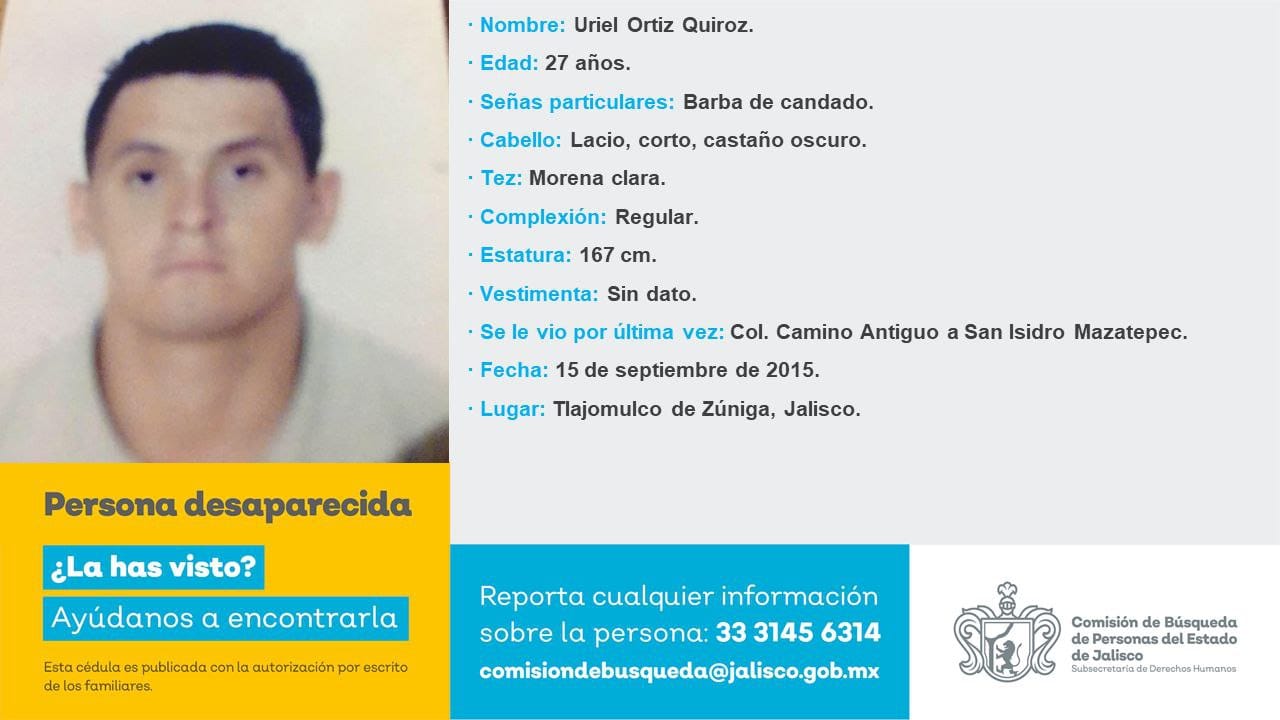 · Nombre: Uriel Ortiz Quiroz.
· Edad: 27 años.
· Señas particulares: Barba de candado.
· Cabello: Lacio, corto, castaño oscuro.
· Tez: Morena clara.
· Complexión: Regular.
· Estatura: 167 cm.
· Vestimenta: Sin dato.
· Se le vio por última vez: Col. Camino Antiguo a San Isidro Mazatepec.
· Fecha: 15 de septiembre de 2015.
· Lugar: Tlajomulco de Zúniga, Jalisco.
Persona desaparecida
¿La has visto?
Ayúdanos a encontrarla
Esta cédula es publicada con la autorización por escrito
de los familiares.
Reporta cualquier información
sobre la persona: 33 3145 6314
comisiondebusqueda@jalisco.gob.mx
Comisión de Búsqueda
de Personas del Estado
de Jalisco
Subsecretaría de Derechos Humanos